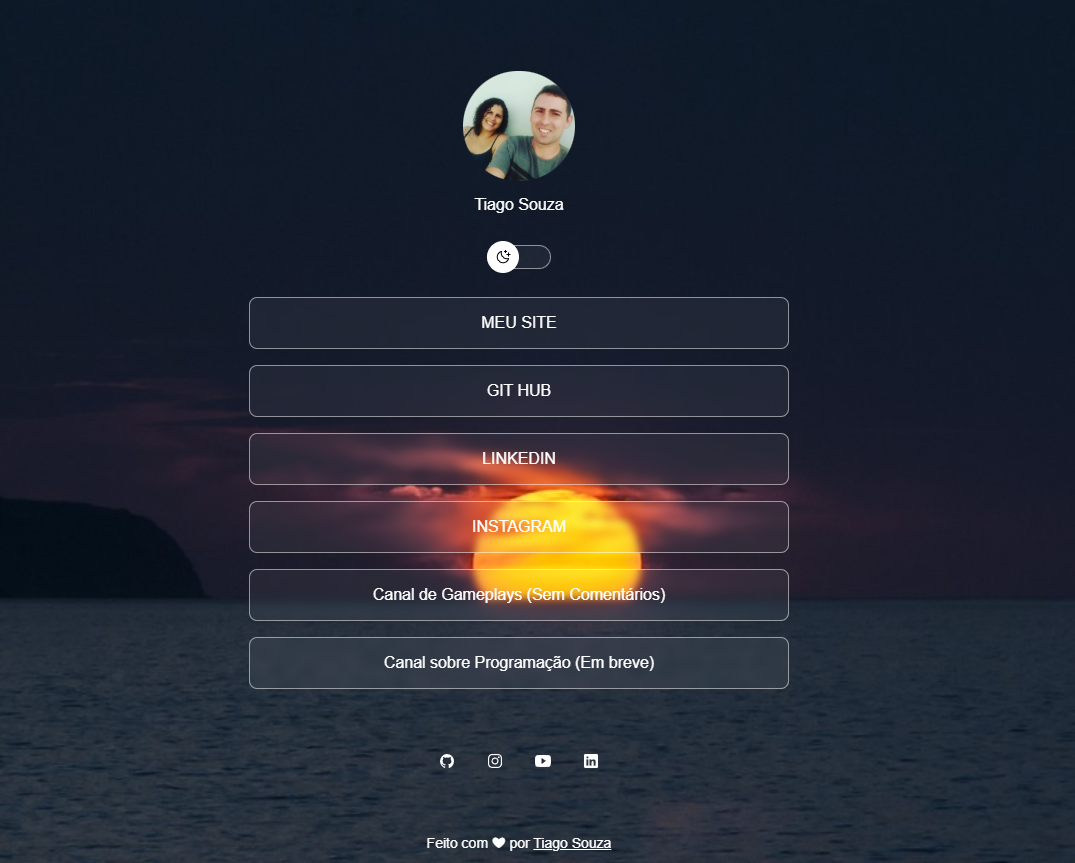 Tiago Souza
MEU SITE
GIT HUB
LINKEDIN
INSTAGRAM
Canal de Gameplays (Sem Comentários)
Canal sobre Programação (Em breve)
Feito com ♥ por Tiago Souza